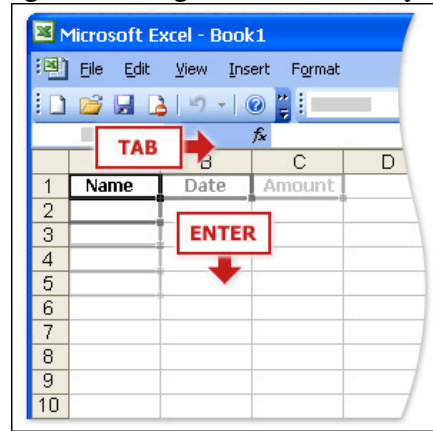 Microsoft Excel - Book1
File Edit View Insert Format
TAB
fx
B C D
1 Name Date Amount
2
3 ENTER
4
5
6
7
8
9
10